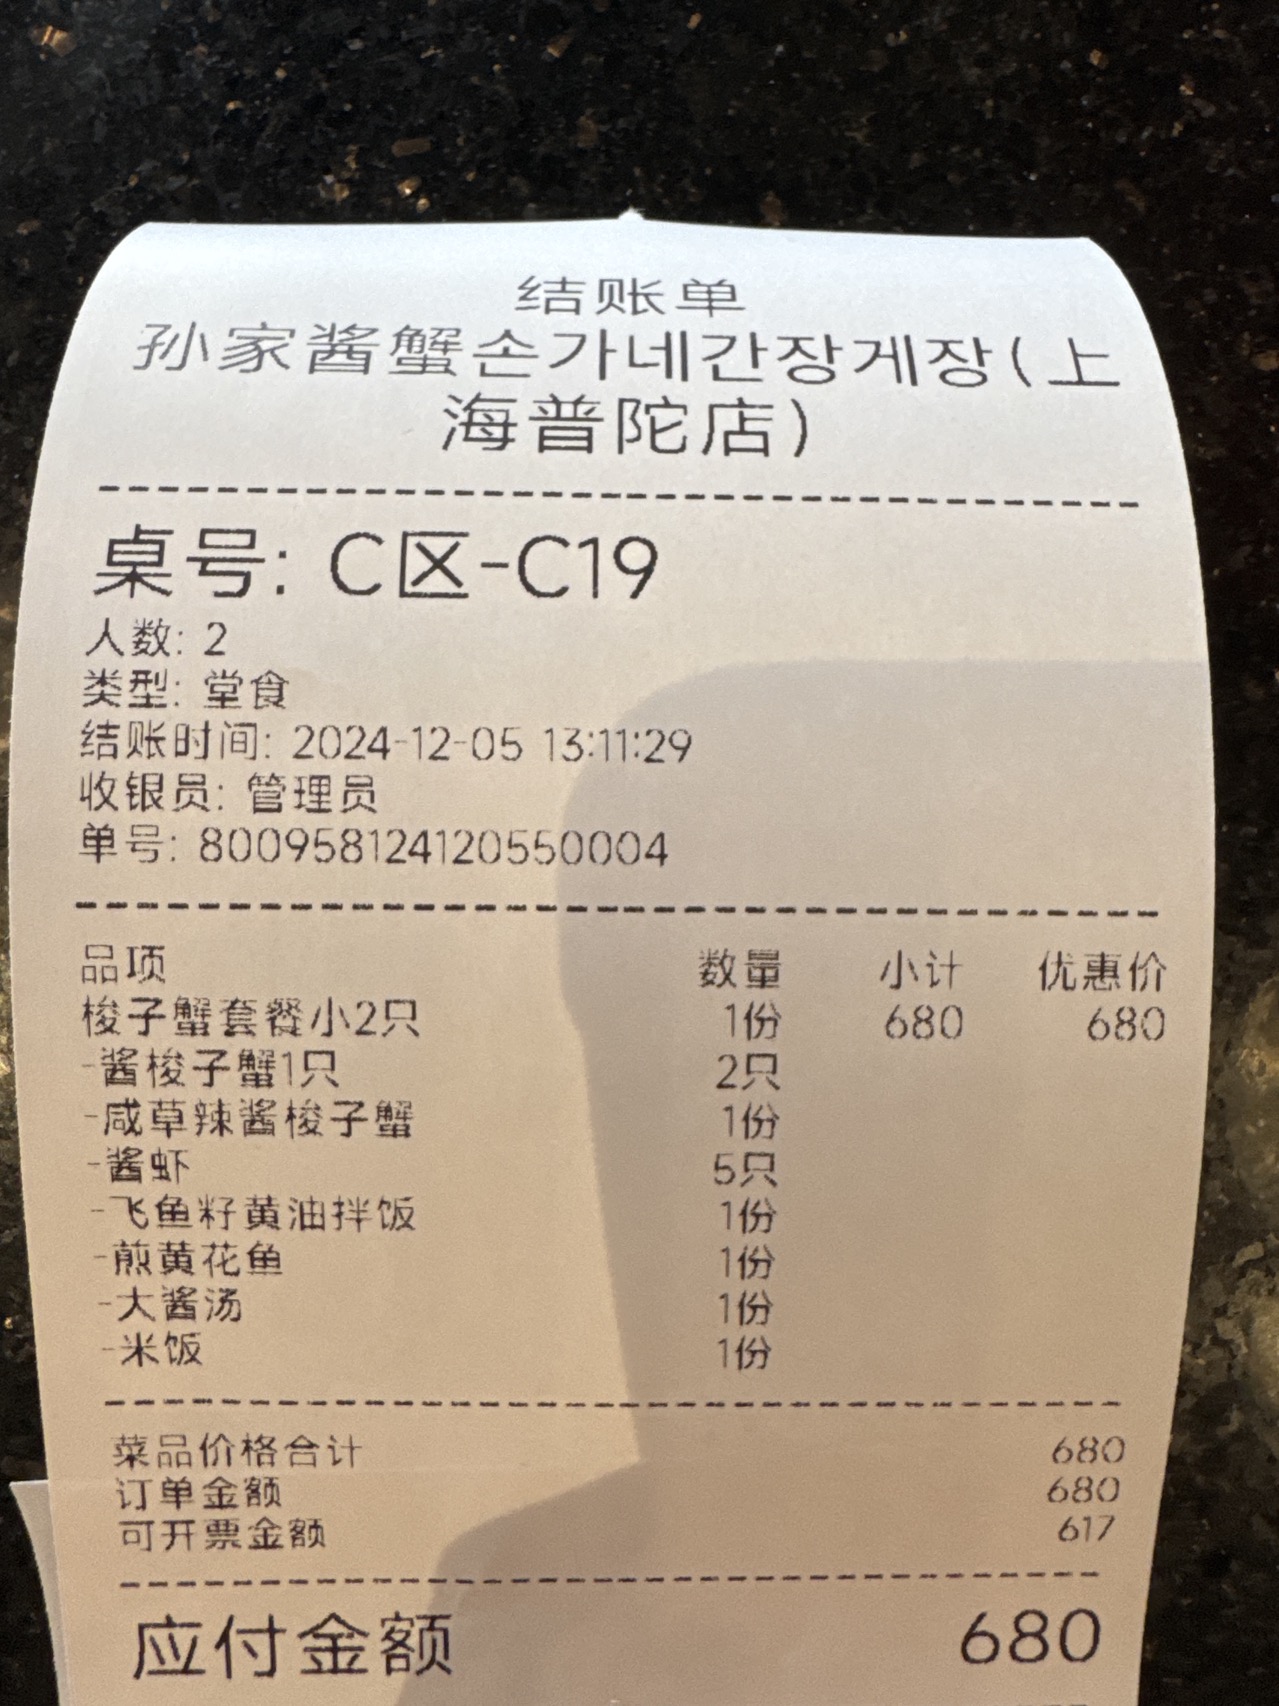 结账单
孙家酱蟹손가네간장게장(上
海普陀店)
桌号: C区-C19
人数: 2
类型: 堂食
结账时间: 2024-12-05 13:11:29
收银员: 管理员
单号: 800958124120550004
品项 数量 小计 优惠价
梭子蟹套餐小2只 1份 680 680
-酱梭子蟹1只 2只
-咸草辣酱梭子蟹 1份
-酱虾 5只
-飞鱼籽黄油拌饭 1份
-煎黄花鱼 1份
-大酱汤 1份
-米饭 1份
菜品价格合计 680
订单金额 680
可开票金额 617
应付金额 680